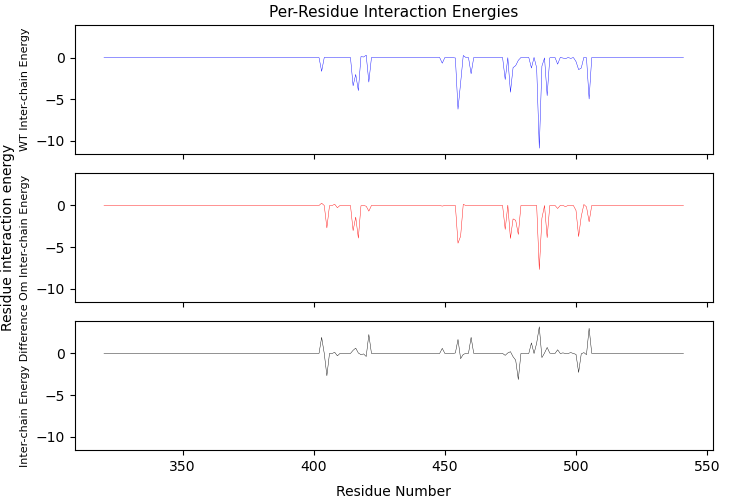 Per-Residue Interaction Energies
WT Inter-chain Energy
0
−5
−10
Residue interaction energy
Om Inter-chain Energy
0
−5
−10
Inter-chain Energy Difference
0
−5
−10
350
400
450
500
550
Residue Number